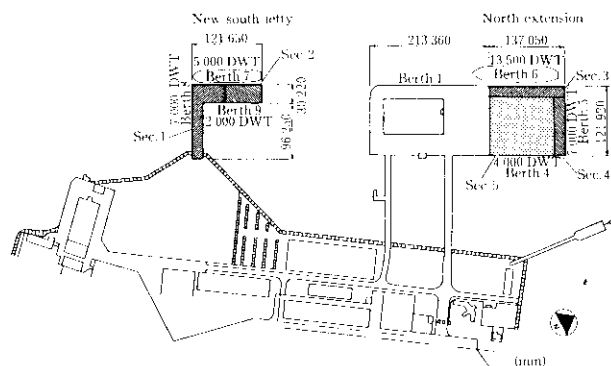 New south jetty
121 650
5 000 DWT
Berth 7
Sec. 2
Berth 9
2 000 DWT
Sec. 1
30 220
Berth
North extension
213 360
137 050
13,500 DWT
Berth 6
Berth 1
Sec. 3
Berth 5
121 920
4 000 DWT
Berth 4
Sec. 4
Sec. 5
N
(mm)